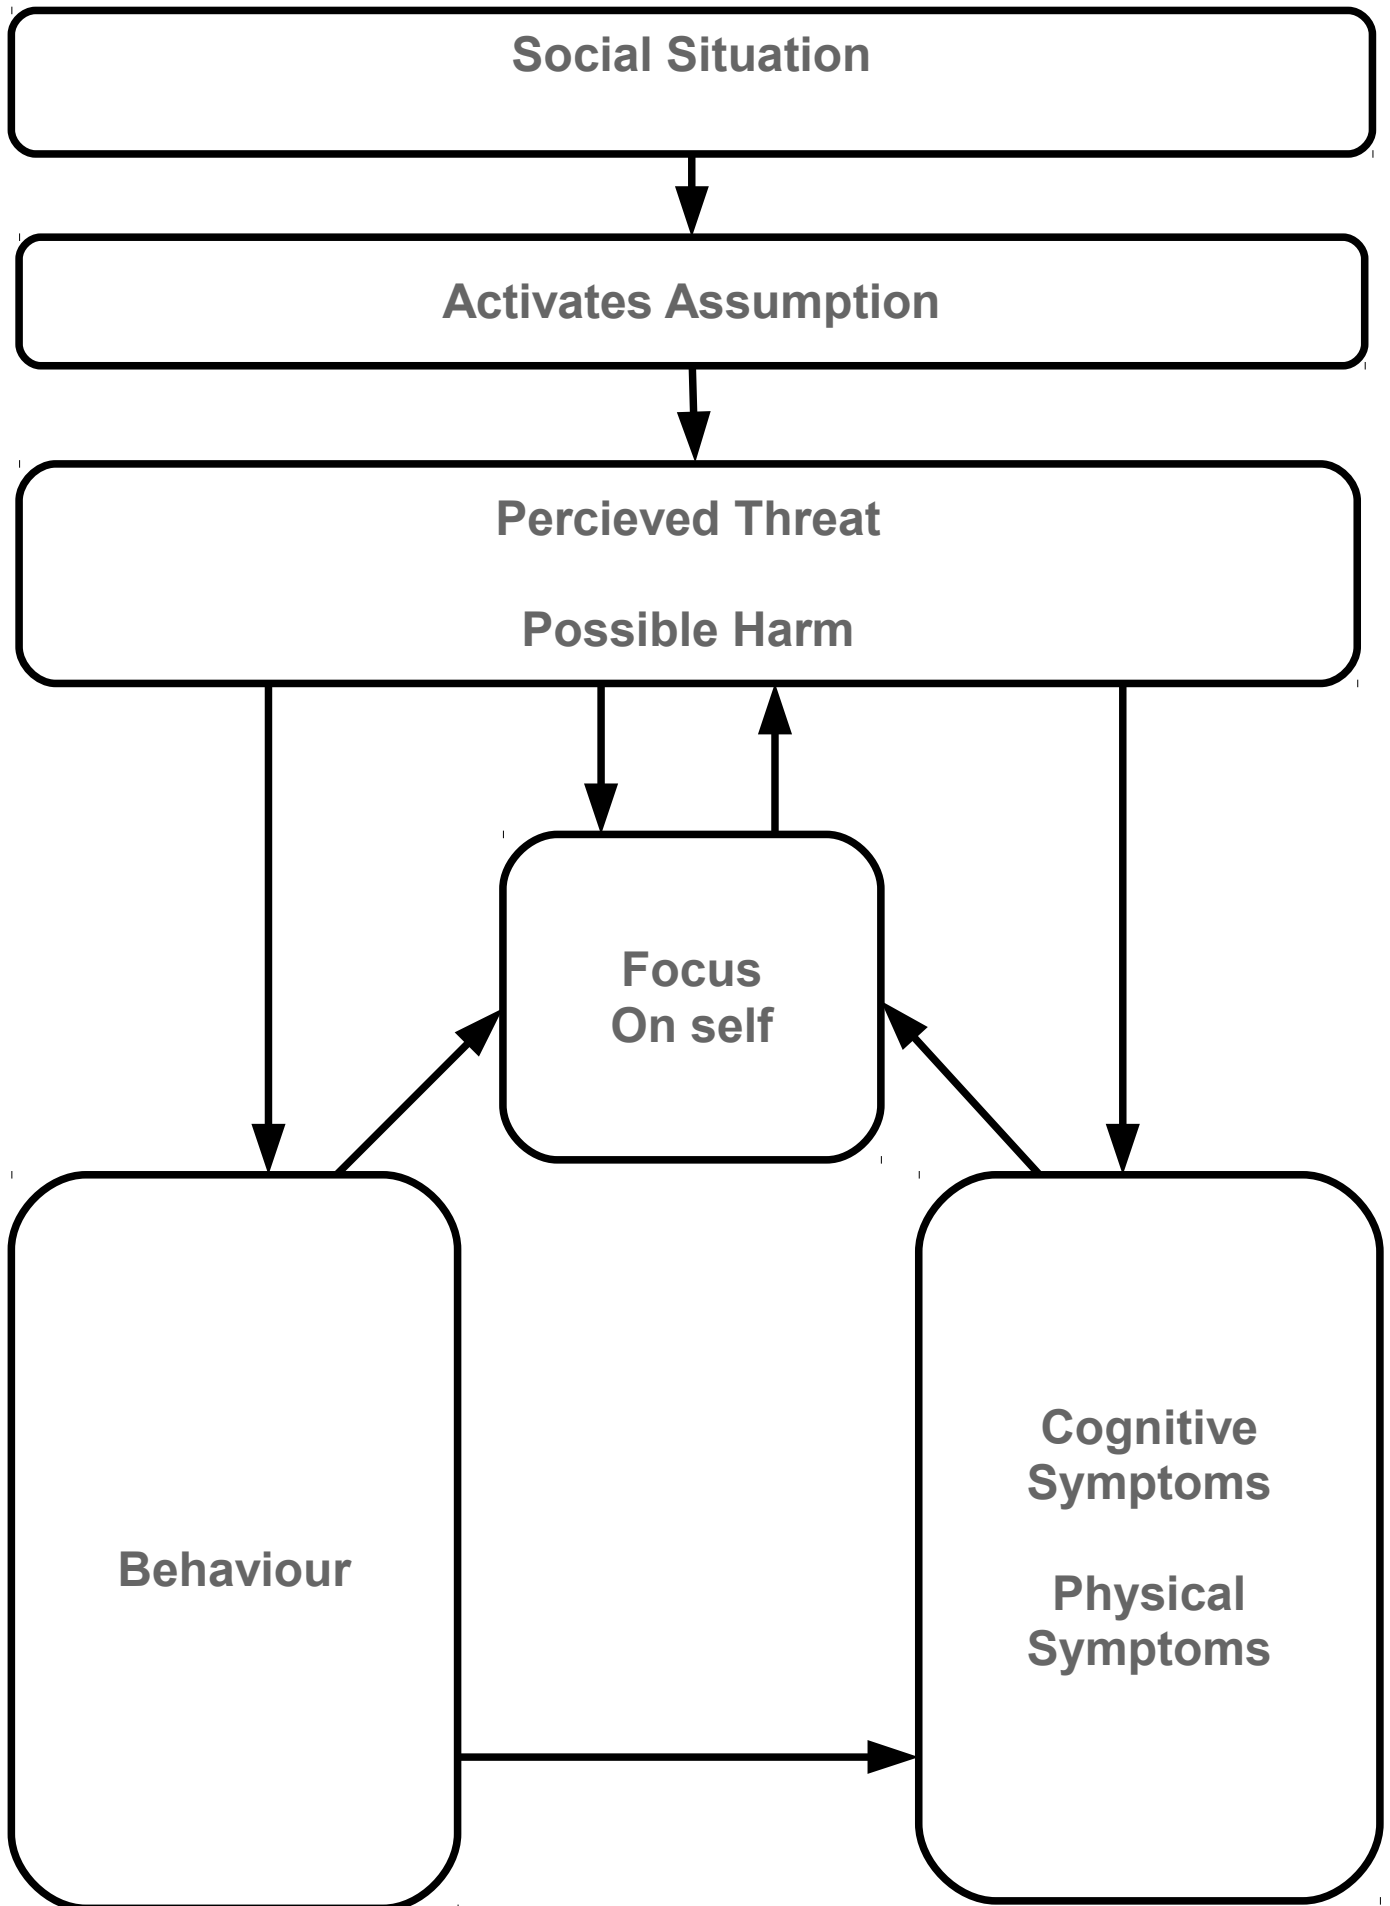 Social Situation
Activates Assumption
Percieved Threat
Possible Harm
Focus
On self
Behaviour
Cognitive
Symptoms
Physical
Symptoms